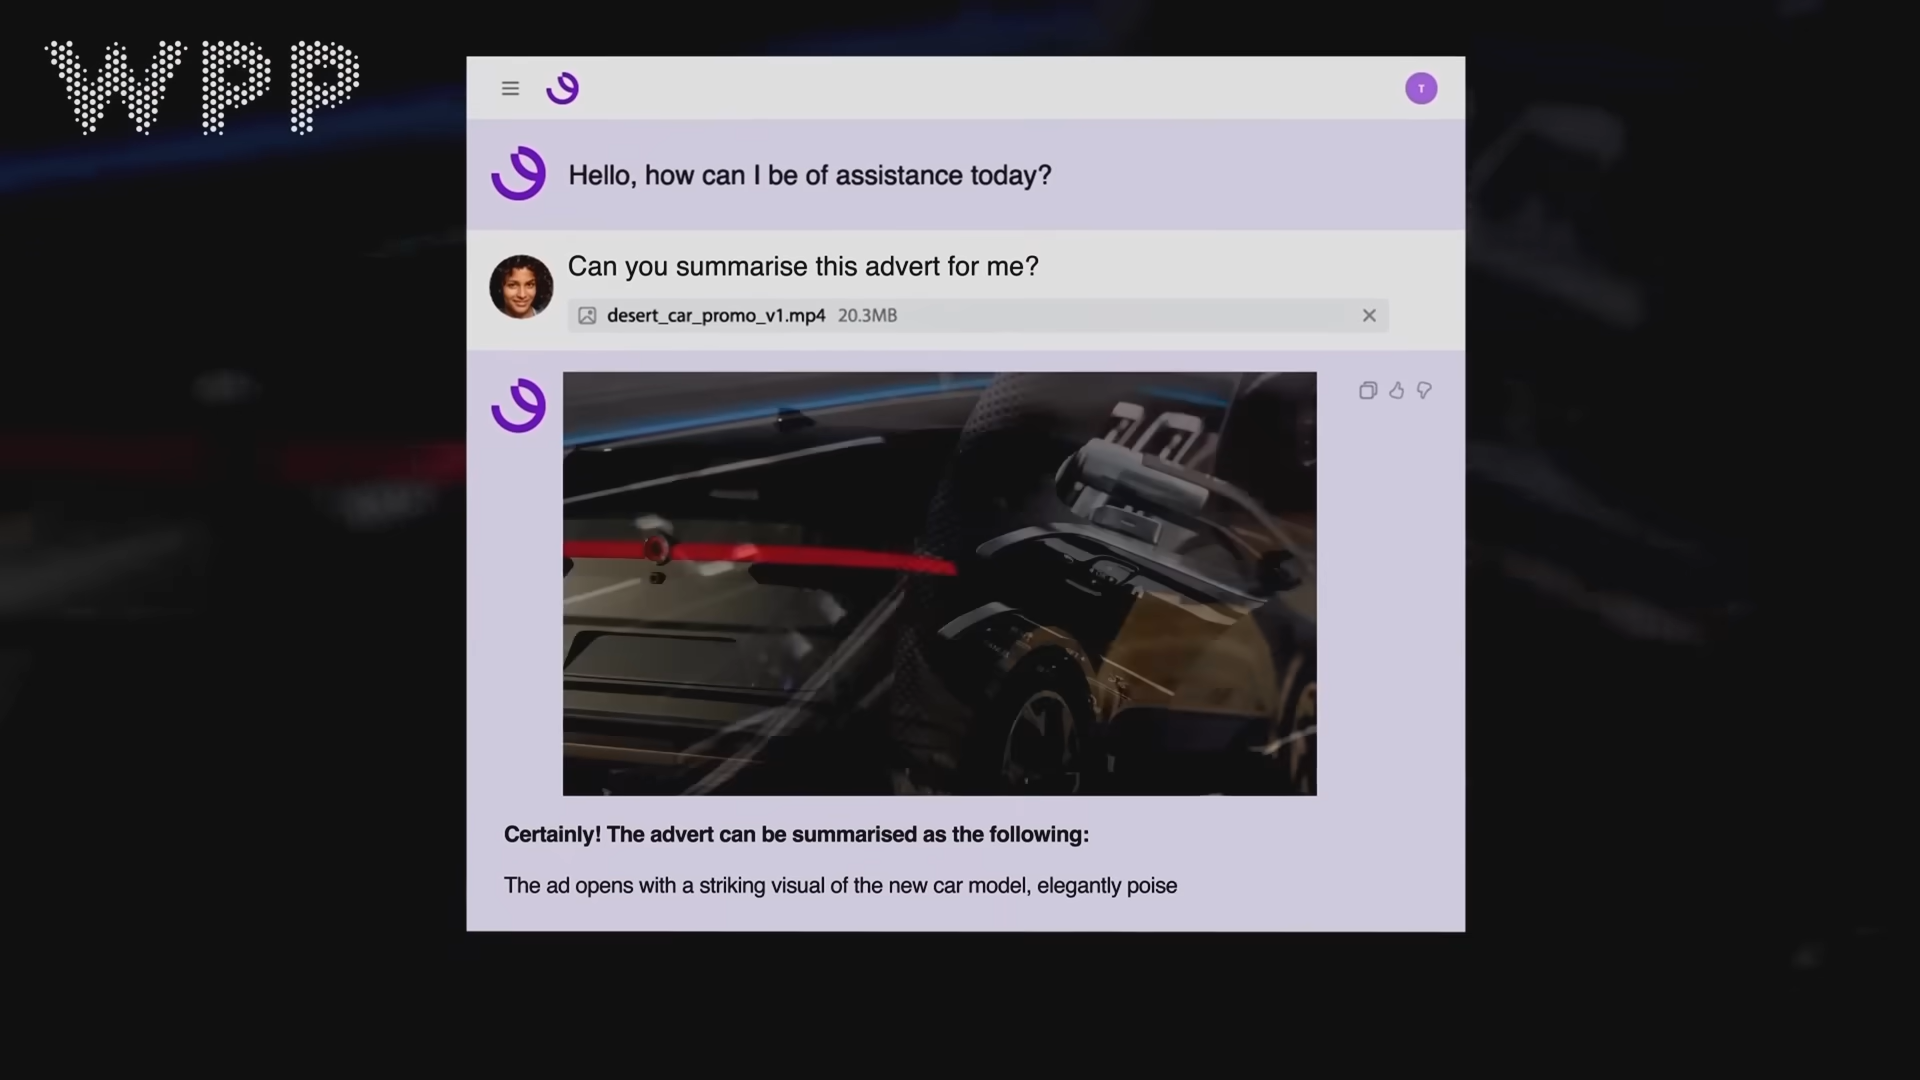 WPP
T
Hello, how can I be of assistance today?
Can you summarise this advert for me?
desert_car_promo_v1.mp4 20.3MB
Certainly! The advert can be summarised as the following:
The ad opens with a striking visual of the new car model, elegantly poise